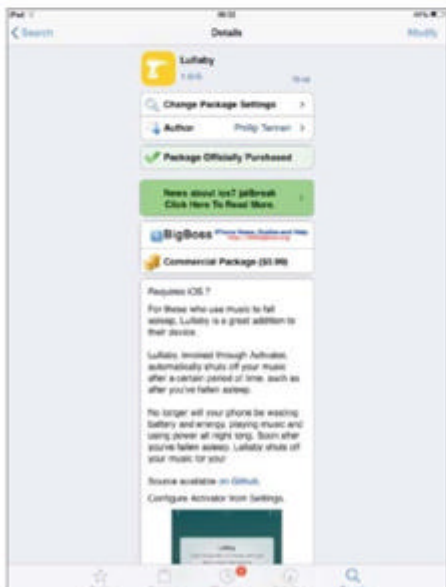 iPad
Search
Details
Modify
Lullaby
Change Package Settings
Author
Philip Tennen
Package Officially Purchased
News about ios7 jailbreak
Click Here To Read More.
BigBoss
Commercial Package ($0.99)
Requires iOS 7
For those who use music to fall
asleep, Lullaby is a great addition to
their device.
Lullaby, invoked through Activator,
automatically shuts off your music
after a certain period of time, such as
after you've fallen asleep.
No longer will your phone be wasting
battery and energy, playing music and
using power all night long. Soon after
you've fallen asleep, Lullaby shuts off
your music for you!
Source available on Github.
Configure Activator from Settings.